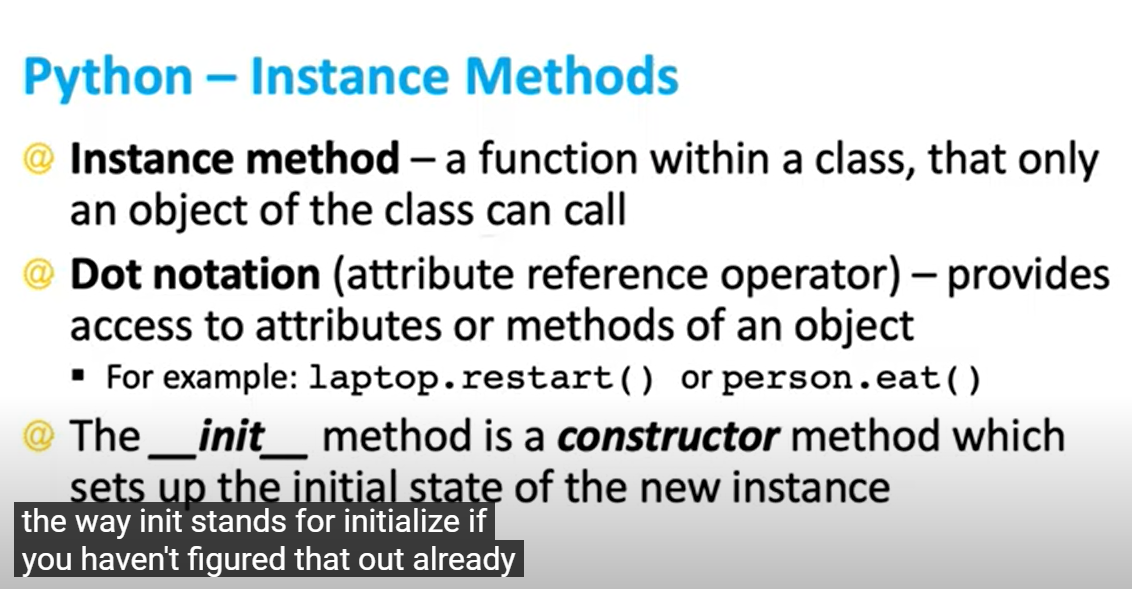 Python – Instance Methods
@ Instance method – a function within a class, that only
an object of the class can call
@ Dot notation (attribute reference operator) – provides
access to attributes or methods of an object
▪ For example: laptop.restart() or person.eat()
@ The __init__ method is a constructor method which
sets up the initial state of the new instance
the way init stands for initialize if
you haven't figured that out already